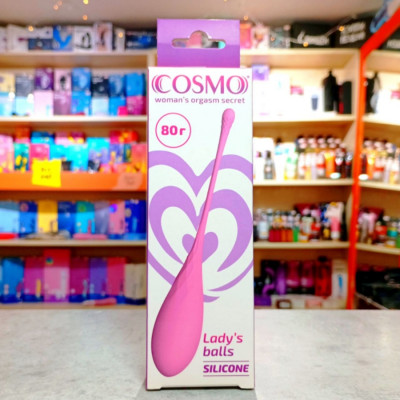 COSMO
woman's orgasm secret
80г
Lady's
balls
SILICONE